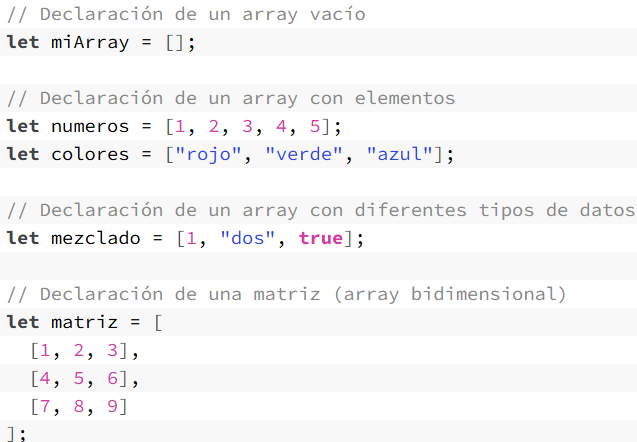 // Declaración de un array vacío
let miArray = [];
// Declaración de un array con elementos
let numeros = [1, 2, 3, 4, 5];
let colores = ["rojo", "verde", "azul"];
// Declaración de un array con diferentes tipos de datos
let mezclado = [1, "dos", true];
// Declaración de una matriz (array bidimensional)
let matriz = [
  [1, 2, 3],
  [4, 5, 6],
  [7, 8, 9]
];